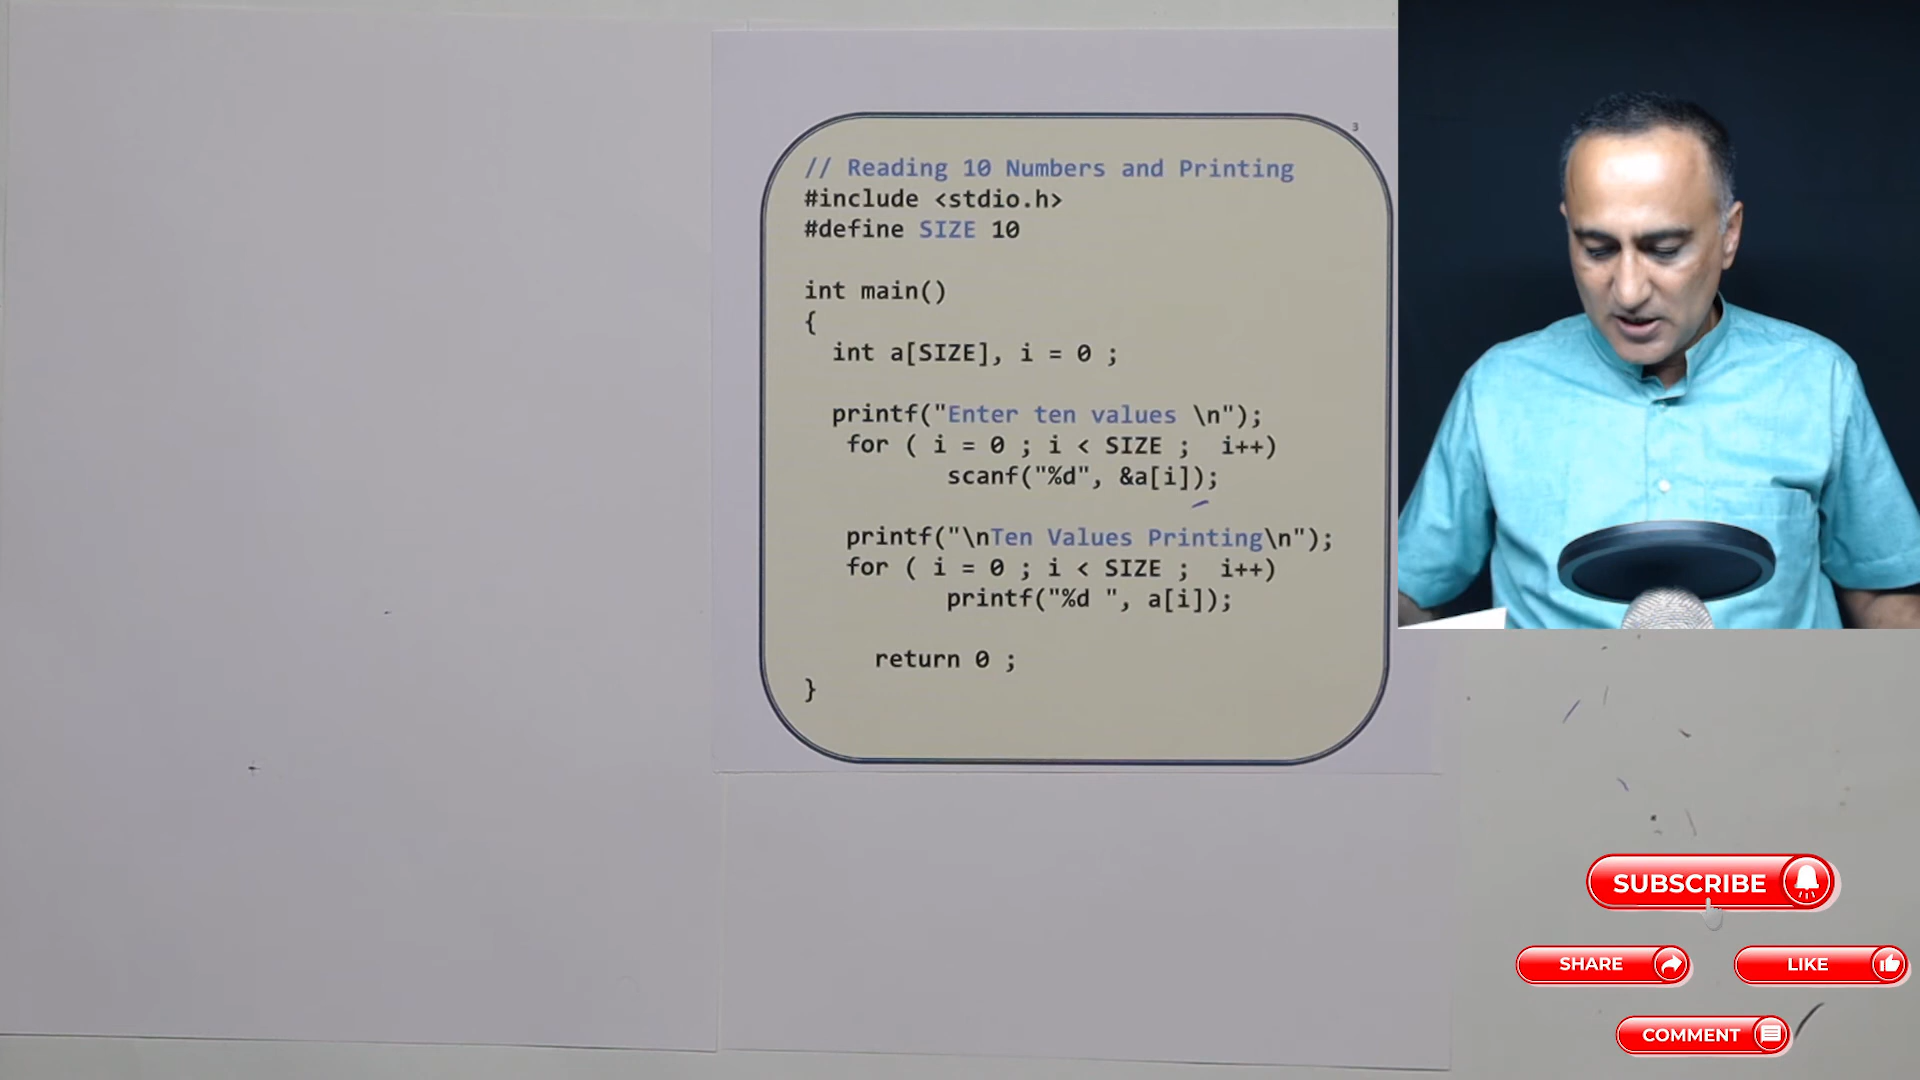 3
// Reading 10 Numbers and Printing
#include <stdio.h>
#define SIZE 10
int main()
{
int a[SIZE], i = 0 ;
printf("Enter ten values \n");
for ( i = 0 ; i < SIZE ; i++)
scanf("%d", &a[i]);
printf("\nTen Values Printing\n");
for ( i = 0 ; i < SIZE ; i++)
printf("%d ", a[i]);
return 0 ;
}
SUBSCRIBE
SHARE
LIKE
COMMENT